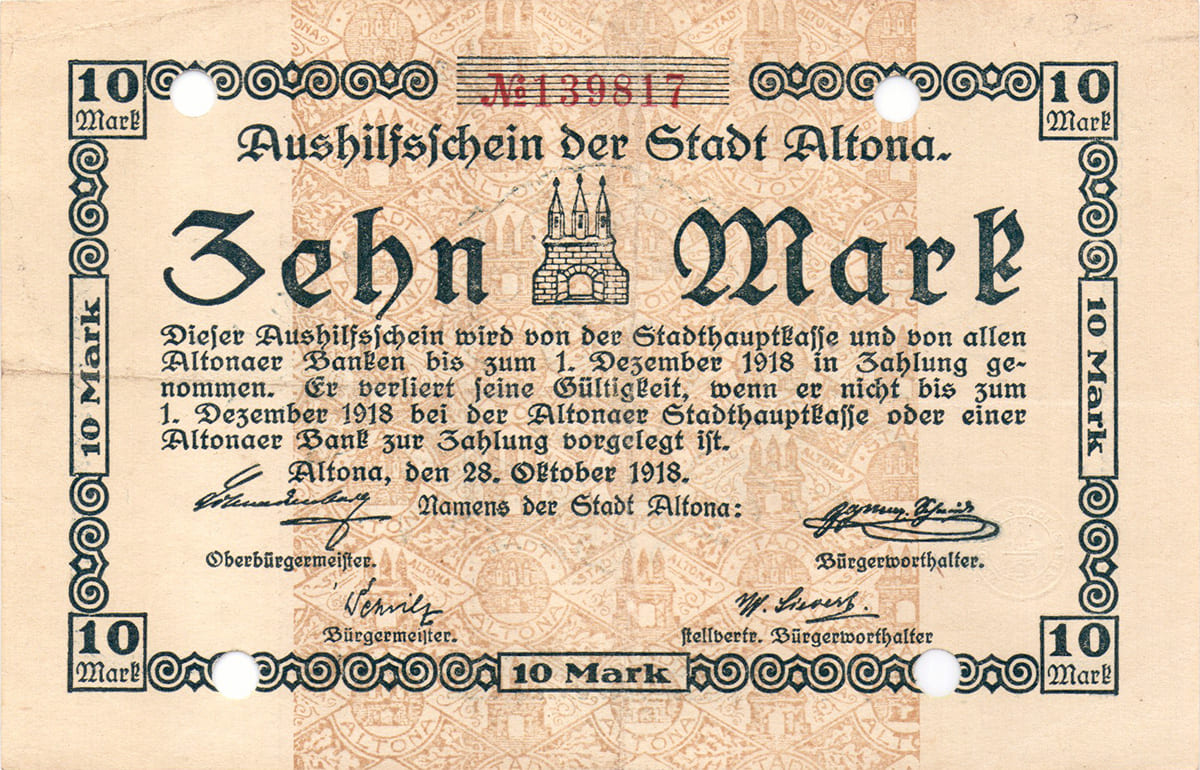 №139817
10 Mark
10 Mark
Aushilfsschein der Stadt Altona.
Zehn Mark
Dieser Aushilfsschein wird von der Stadthauptkasse und von allen
Altonaer Banken bis zum 1. Dezember 1918 in Zahlung ge-
nommen. Er verliert seine Gültigkeit, wenn er nicht bis zum
1. Dezember 1918 bei der Altonaer Stadthauptkasse oder einer
Altonaer Bank zur Zahlung vorgelegt ist.
10 Mark
10 Mark
Altona, den 28. Oktober 1918.
Namens der Stadt Altona:
Oberbürgermeister.
Bürgerworthalter.
W. Sievert.
Bürgermeister.
stellvertr. Bürgerworthalter
10 Mark
10 Mark
10 Mark
STADT ALTONA